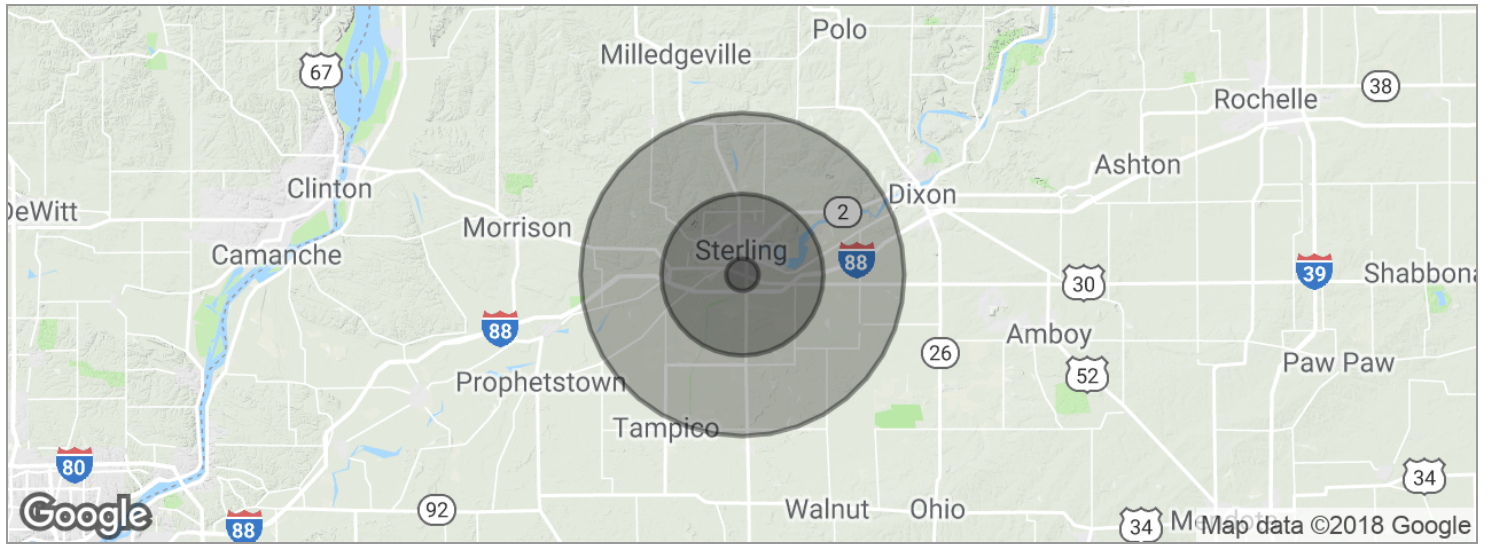 Polo
Milledgeville
67
38
Rochelle
Ashton
Clinton
Dixon
DeWitt
2
Morrison
Sterling
Camanche
88
39
Shabbona
30
88
Amboy
26
Paw Paw
52
Prophetstown
Tampico
80
34
92
Walnut
Ohio
Google
88
34
Map data ©2018 Google